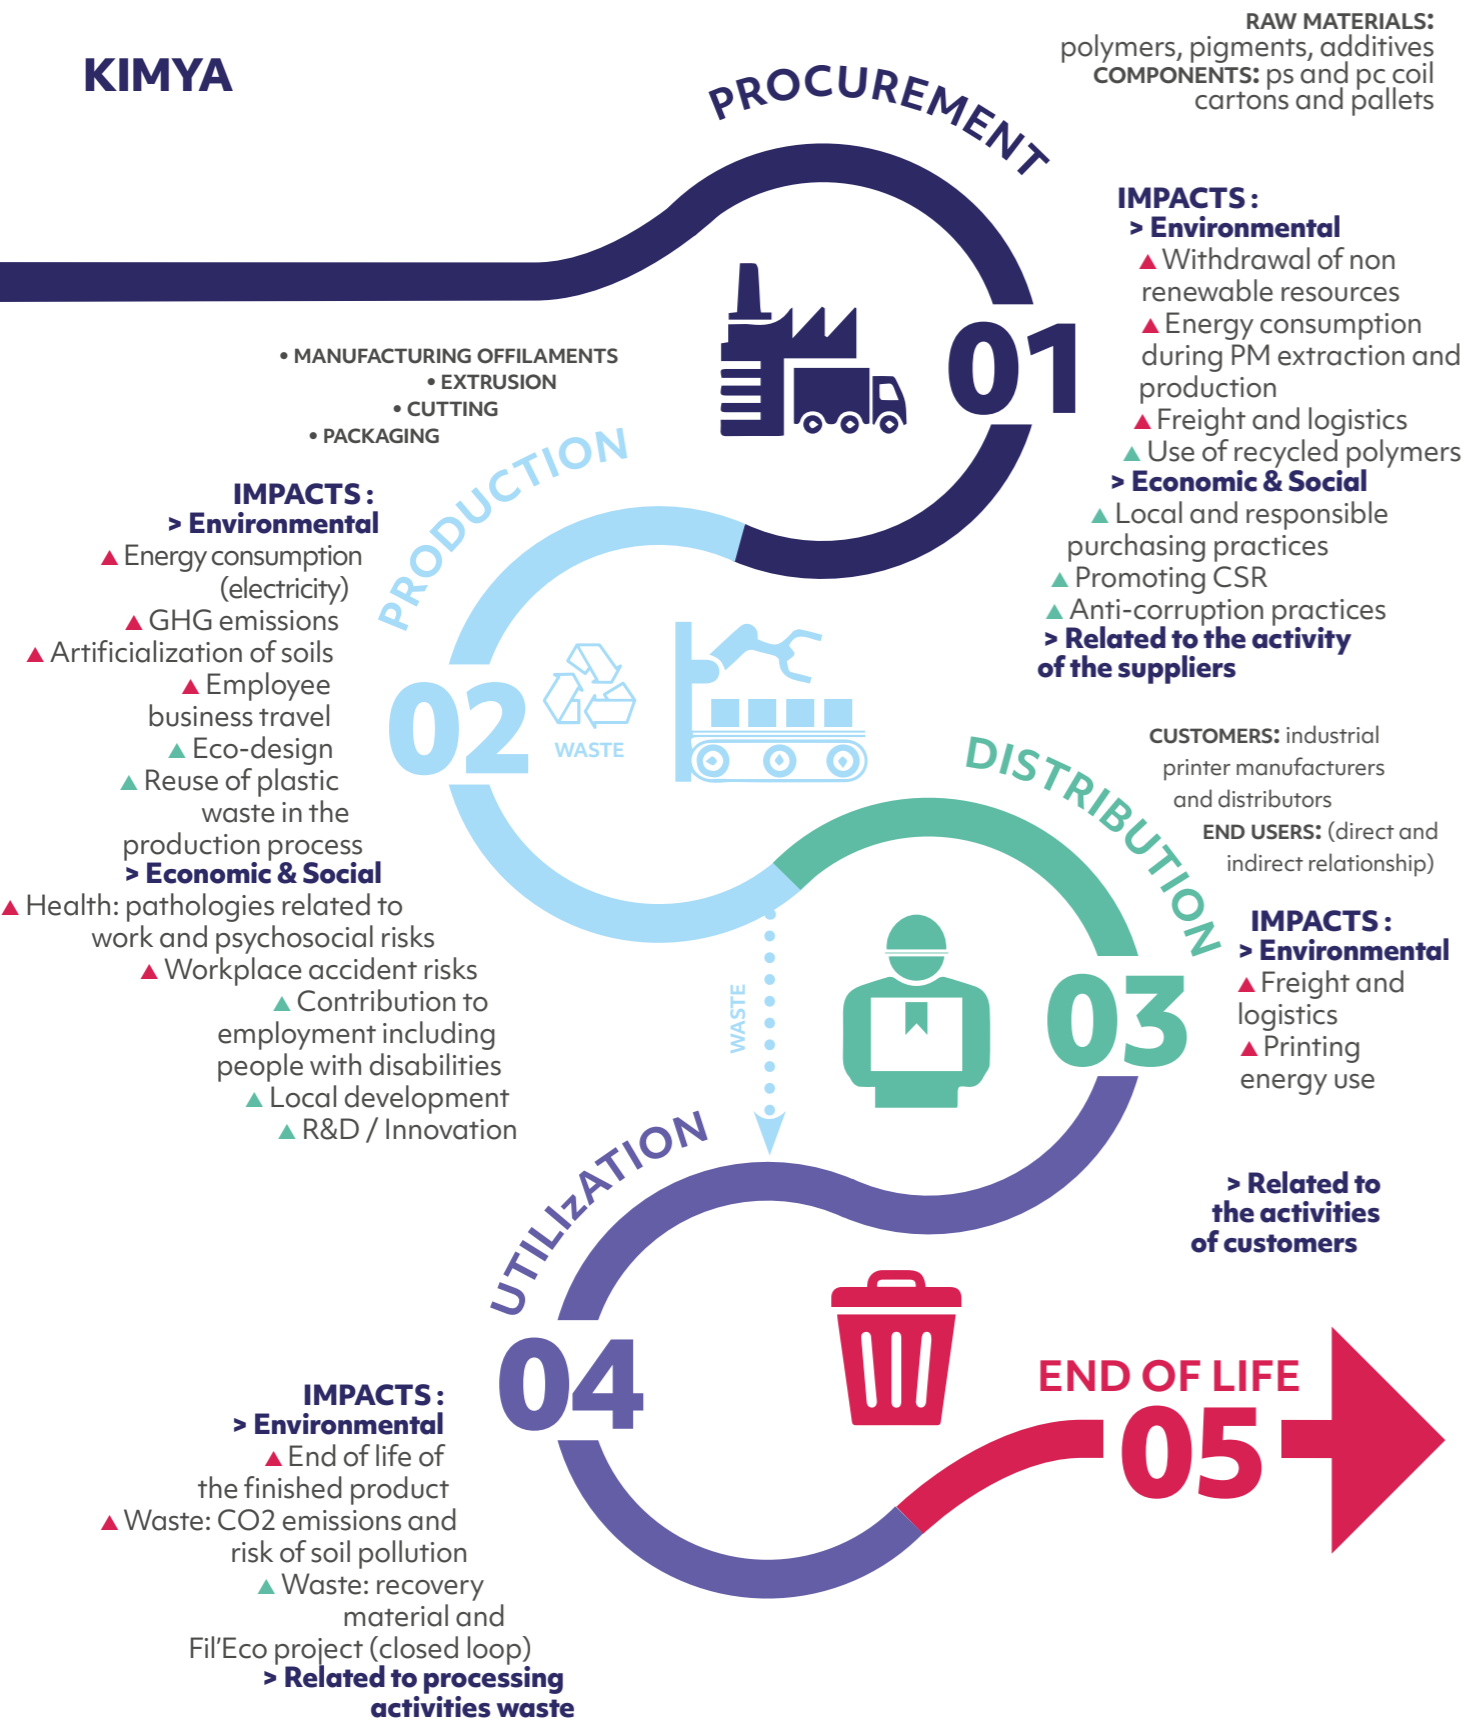 KIMYA
RAW MATERIALS:
polymers, pigments, additives
COMPONENTS: ps and pc coil
cartons and pallets
PROCUREMENT
01
IMPACTS :
> Environmental
▲ Withdrawal of non
renewable resources
▲ Energy consumption
during PM extraction and
production
▲ Freight and logistics
▲ Use of recycled polymers
> Economic & Social
▲ Local and responsible
purchasing practices
▲ Promoting CSR
▲ Anti-corruption practices
> Related to the activity
of the suppliers
• MANUFACTURING OFFILAMENTS
• EXTRUSION
• CUTTING
• PACKAGING
PRODUCTION
02
WASTE
IMPACTS :
> Environmental
▲ Energy consumption
(electricity)
▲ GHG emissions
▲ Artificialization of soils
▲ Employee
business travel
▲ Eco-design
▲ Reuse of plastic
waste in the
production process
> Economic & Social
▲ Health: pathologies related to
work and psychosocial risks
▲ Workplace accident risks
▲ Contribution to
employment including
people with disabilities
▲ Local development
▲ R&D / Innovation
WASTE
DISTRIBUTION
03
CUSTOMERS: industrial
printer manufacturers
and distributors
END USERS: (direct and
indirect relationship)
IMPACTS :
> Environmental
▲ Freight and
logistics
▲ Printing
energy use
> Related to
the activities
of customers
UTILIzATION
04
IMPACTS :
> Environmental
▲ End of life of
the finished product
▲ Waste: CO2 emissions and
risk of soil pollution
▲ Waste: recovery
material and
Fil'Eco project (closed loop)
> Related to processing
activities waste
END OF LIFE
05